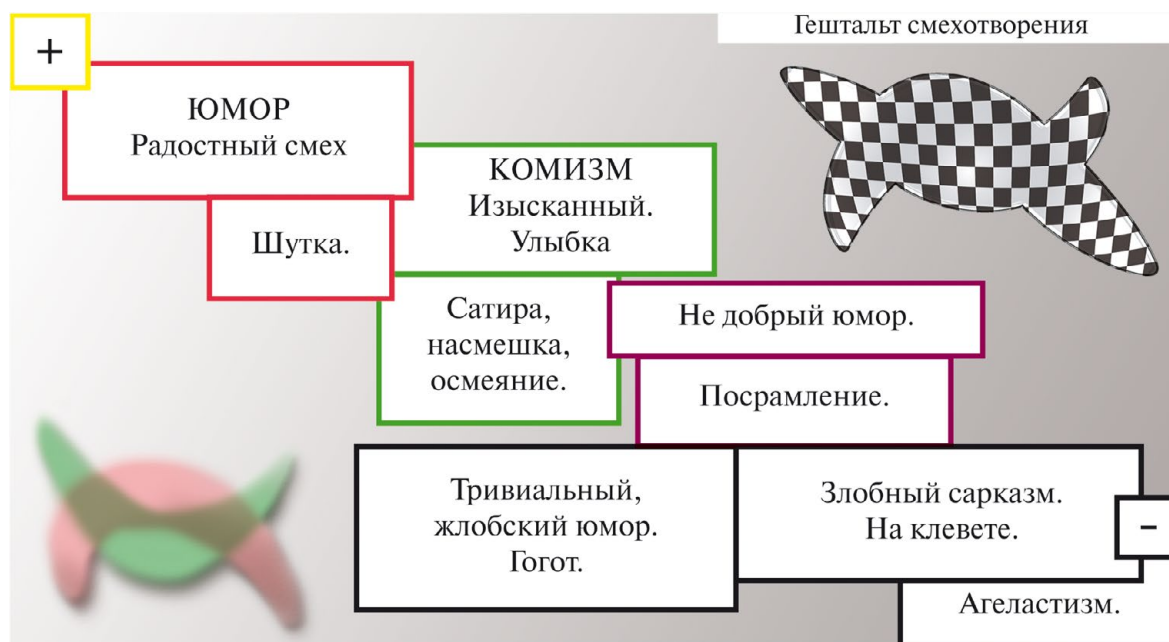 Гештальт смехотворения
+
ЮМОР
Радостный смех
Шутка.
КОМИЗМ
Изысканный.
Улыбка
Сатира,
насмешка,
осмеяние.
Не добрый юмор.
Посрамление.
Тривиальный,
жлобский юмор.
Гогот.
Злобный сарказм.
На клевете.
-
Агеластизм.